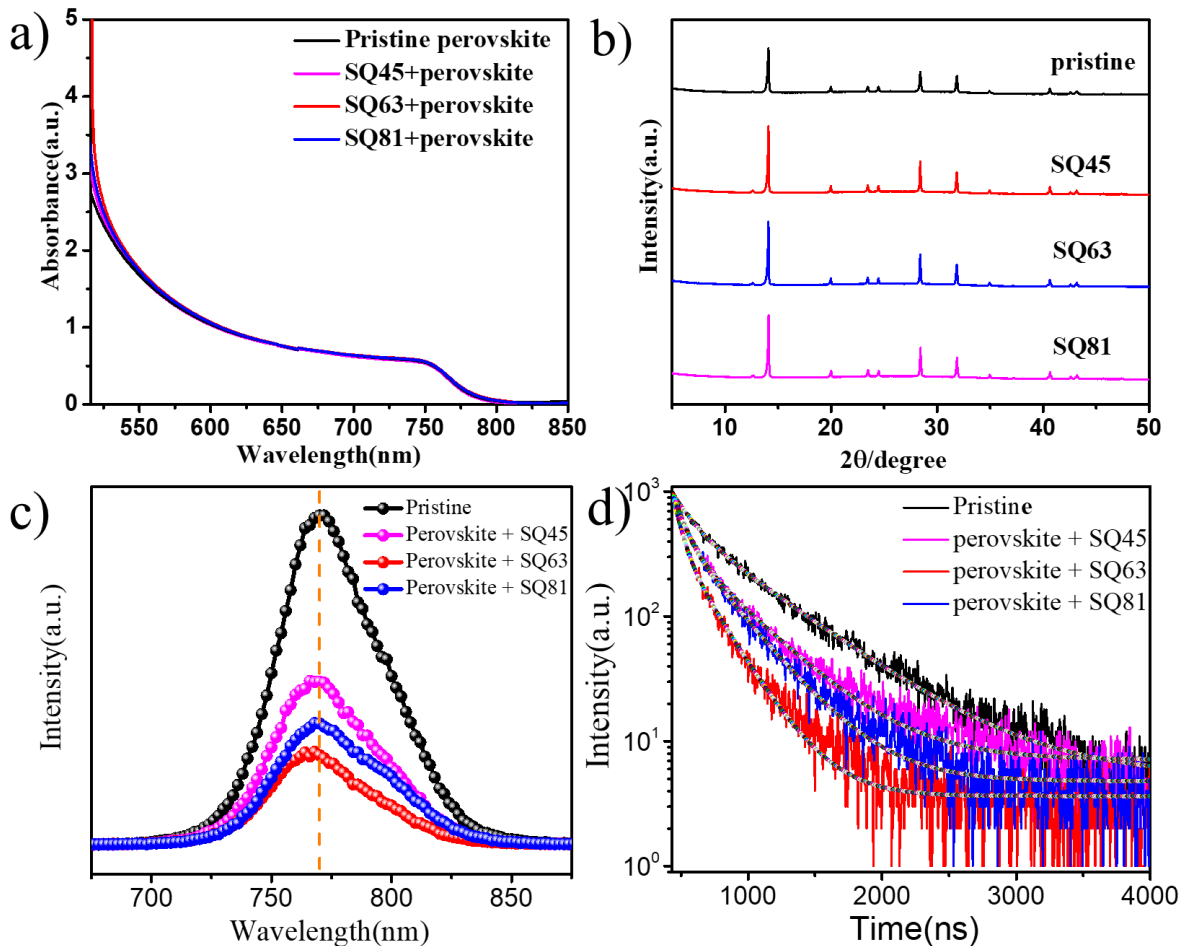 a)
Pristine perovskite
SQ45+perovskite
SQ63+perovskite
SQ81+perovskite
5
4
3
2
1
0
Absorbance(a.u.)
550 600 650 700 750 800 850
Wavelength(nm)
b)
pristine
SQ45
SQ63
SQ81
Intensity(a.u.)
10 20 30 40 50
2θ/degree
c)
Pristine
Perovskite + SQ45
Perovskite + SQ63
Perovskite + SQ81
Intensity(a.u.)
700 750 800 850
Wavelength(nm)
d)
Pristine
perovskite + SQ45
perovskite + SQ63
perovskite + SQ81
10³
10²
10¹
10⁰
Intensity(a.u.)
1000 2000 3000 4000
Time(ns)